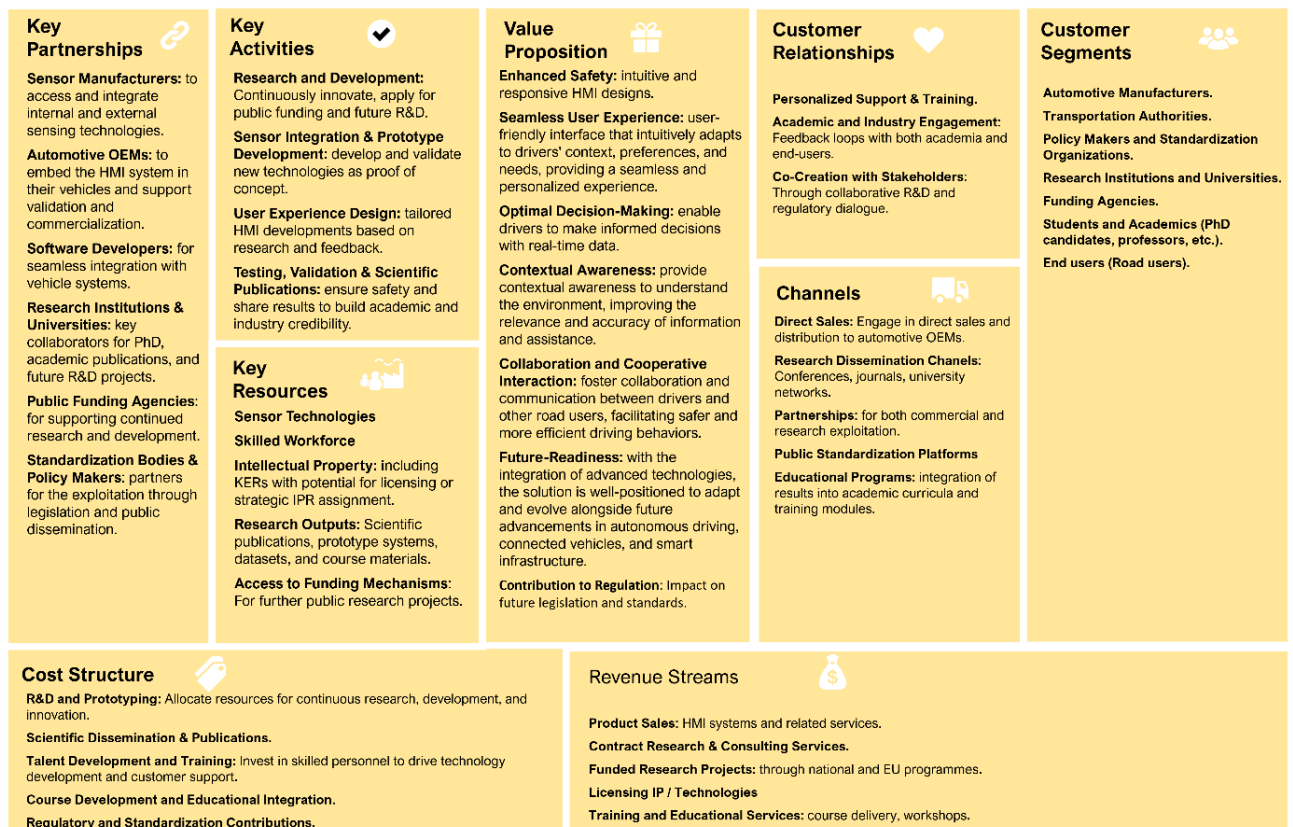 Key
Partnerships
Sensor Manufacturers: to
access and integrate
internal and external
sensing technologies.
Automotive OEMs: to
embed the HMI system in
their vehicles and support
validation and
commercialization.
Software Developers: for
seamless integration with
vehicle systems.
Research Institutions &
Universities: key
collaborators for PhD,
academic publications, and
future R&D projects.
Public Funding Agencies:
for supporting continued
research and development.
Standardization Bodies &
Policy Makers: partners
for the exploitation through
legislation and public
dissemination.
Key
Activities
Research and Development:
Continuously innovate, apply for
public funding and future R&D.
Sensor Integration & Prototype
Development: develop and validate
new technologies as proof of
concept.
User Experience Design: tailored
HMI developments based on
research and feedback.
Testing, Validation & Scientific
Publications: ensure safety and
share results to build academic and
industry credibility.
Key
Resources
Sensor Technologies
Skilled Workforce
Intellectual Property: including
KERs with potential for licensing or
strategic IPR assignment.
Research Outputs: Scientific
publications, prototype systems,
datasets, and course materials.
Access to Funding Mechanisms:
For further public research projects.
Value
Proposition
Enhanced Safety: intuitive and
responsive HMI designs.
Seamless User Experience: user-
friendly interface that intuitively adapts
to drivers' context, preferences, and
needs, providing a seamless and
personalized experience.
Optimal Decision-Making: enable
drivers to make informed decisions
with real-time data.
Contextual Awareness: provide
contextual awareness to understand
the environment, improving the
relevance and accuracy of information
and assistance.
Collaboration and Cooperative
Interaction: foster collaboration and
communication between drivers and
other road users, facilitating safer and
more efficient driving behaviors.
Future-Readiness: with the
integration of advanced technologies,
the solution is well-positioned to adapt
and evolve alongside future
advancements in autonomous driving,
connected vehicles, and smart
infrastructure.
Contribution to Regulation: Impact on
future legislation and standards.
Customer
Relationships
Personalized Support & Training.
Academic and Industry Engagement:
Feedback loops with both academia and
end-users.
Co-Creation with Stakeholders:
Through collaborative R&D and
regulatory dialogue.
Channels
Direct Sales: Engage in direct sales and
distribution to automotive OEMs.
Research Dissemination Chanels:
Conferences, journals, university
networks.
Partnerships: for both commercial and
research exploitation.
Public Standardization Platforms
Educational Programs: integration of
results into academic curricula and
training modules.
Customer
Segments
Automotive Manufacturers.
Transportation Authorities.
Policy Makers and Standardization
Organizations.
Research Institutions and Universities.
Funding Agencies.
Students and Academics (PhD
candidates, professors, etc.).
End users (Road users).
Cost Structure
R&D and Prototyping: Allocate resources for continuous research, development, and
innovation.
Scientific Dissemination & Publications.
Talent Development and Training: Invest in skilled personnel to drive technology
development and customer support.
Course Development and Educational Integration.
Regulatory and Standardization Contributions.
Revenue Streams
$
Product Sales: HMI systems and related services.
Contract Research & Consulting Services.
Funded Research Projects: through national and EU programmes.
Licensing IP / Technologies
Training and Educational Services: course delivery, workshops.